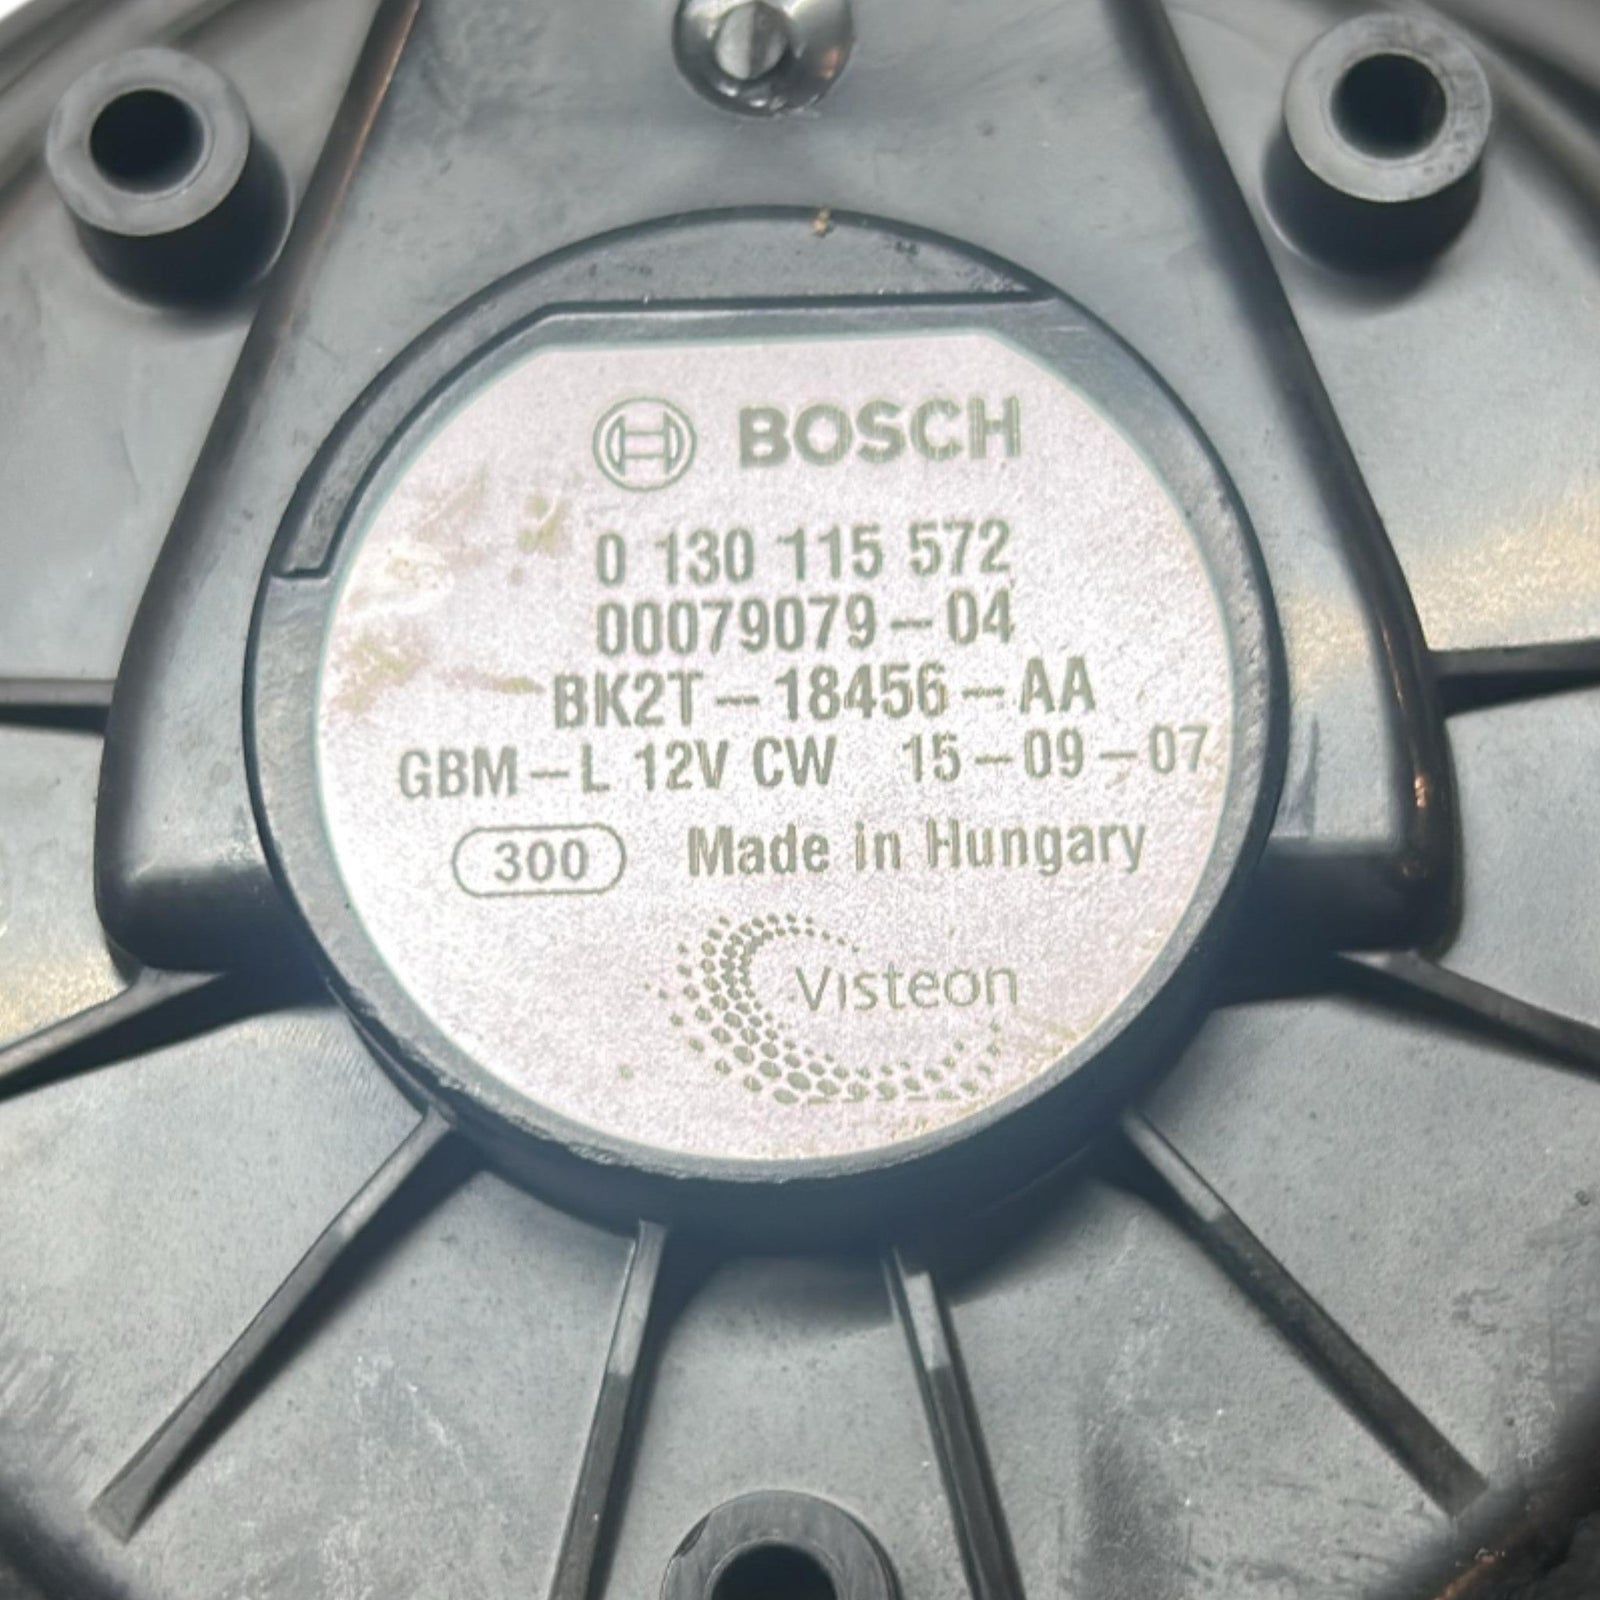 BOSCH
0 130 115 572
00079079-04
BK2T-18456-AA
GBM-L 12V CW 15-09-07
300 Made in Hungary
Visteon